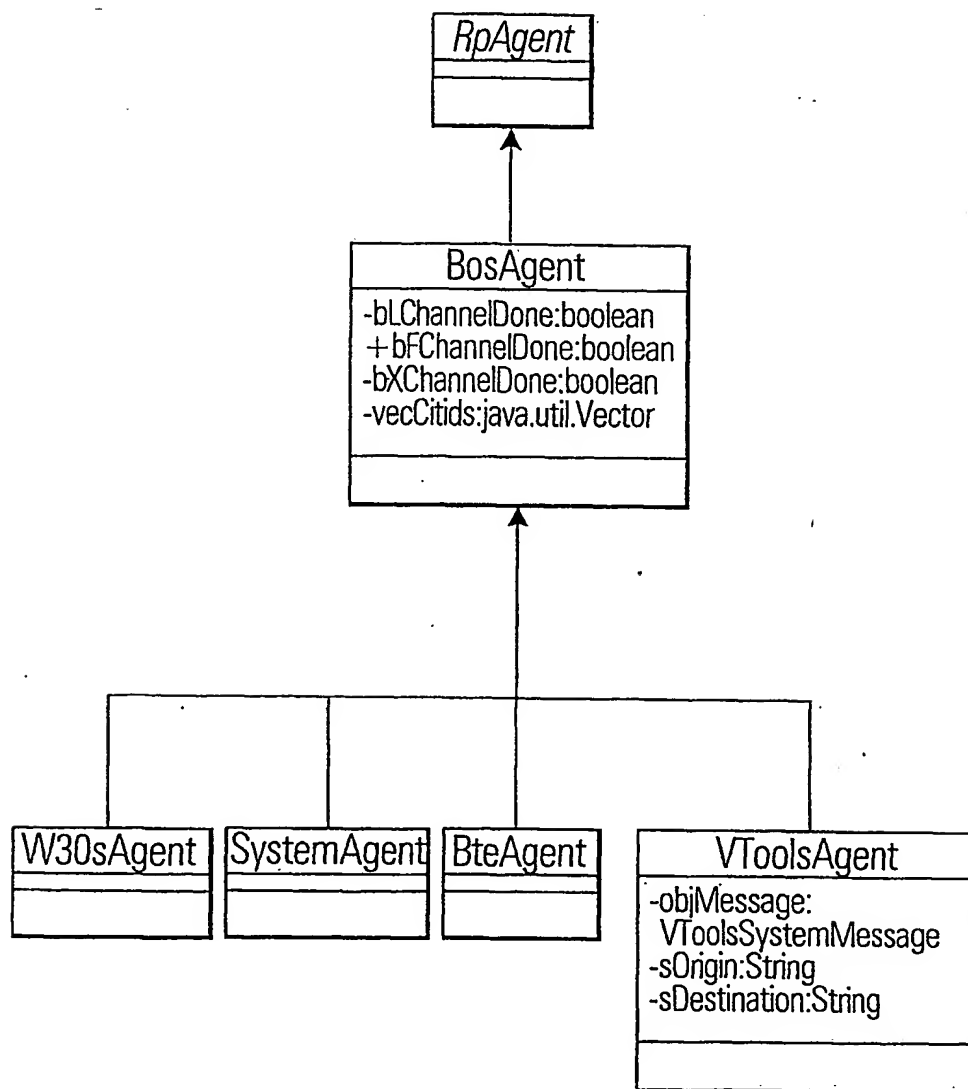 RpAgent
BosAgent
-bLChannelDone:boolean
+bFChannelDone:boolean
-bXChannelDone:boolean
-vecCitids:java.util.Vector
W30sAgent
SystemAgent
BteAgent
VToolsAgent
-objMessage:
VToolsSystemMessage
-sOrigin:String
-sDestination:String